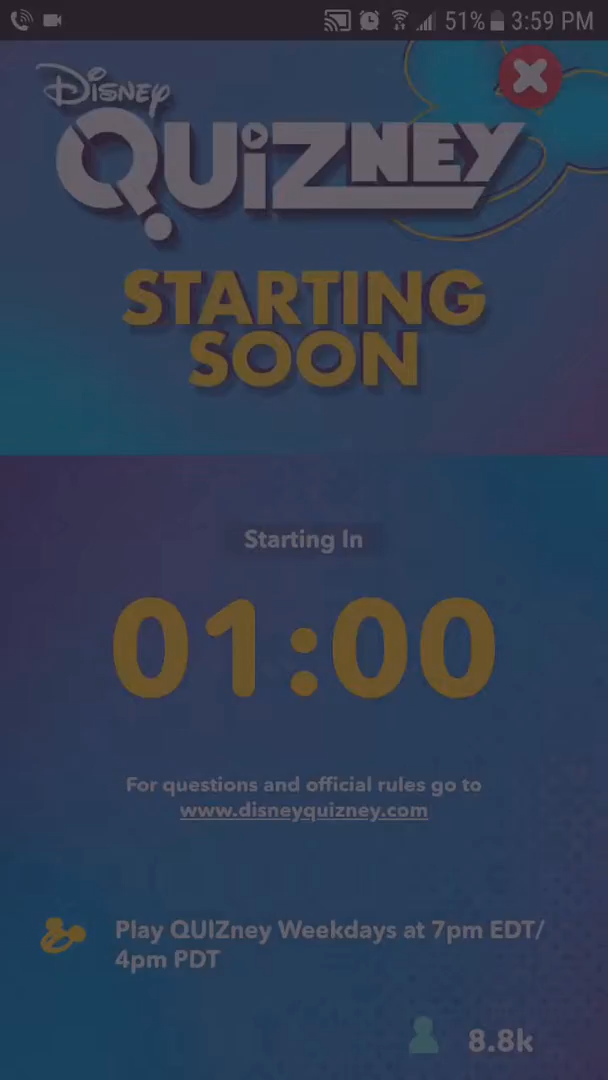 51% 3:59 PM
Disney
QUiZNEY
STARTING
SOON
Starting In
01:00
For questions and official rules go to
www.disneyquizney.com
Play QUIZney Weekdays at 7pm EDT/
4pm PDT
8.8k